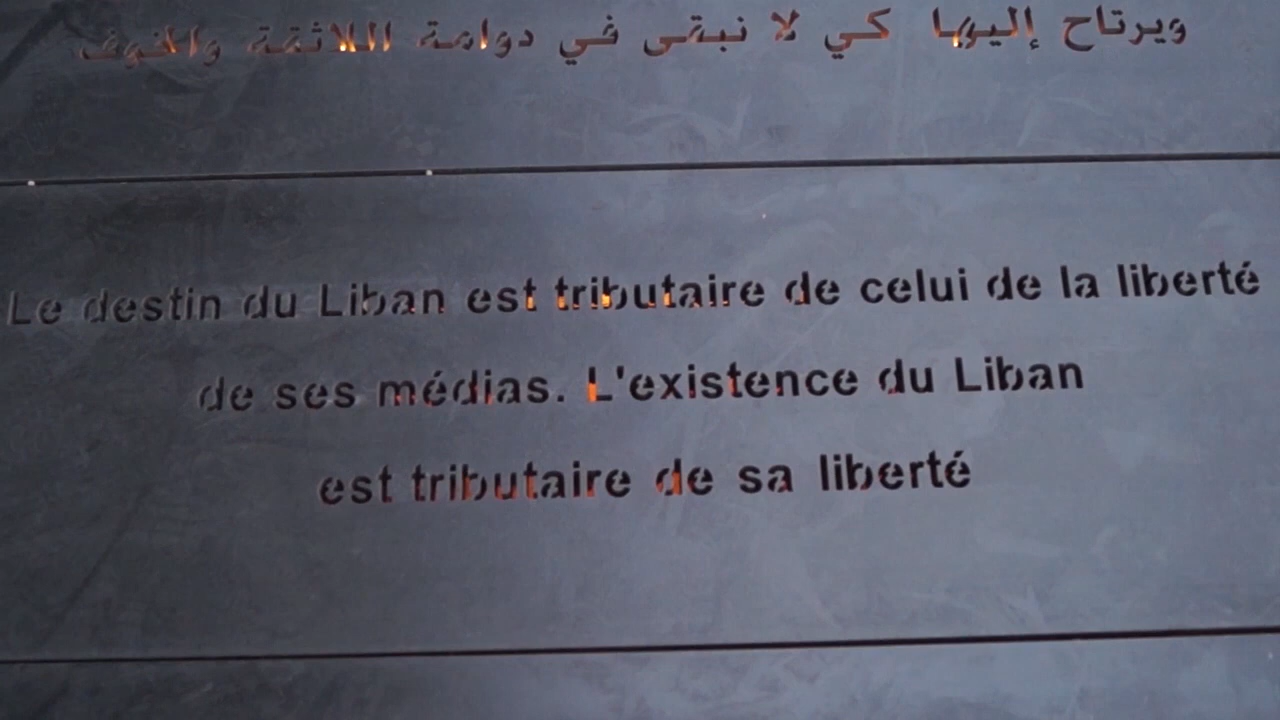 ويرتاح إليها كي لا نبقى في دوامة اللاثقة والخوف
Le destin du Liban est tributaire de celui de la liberté
de ses médias. L'existence du Liban
est tributaire de sa liberté